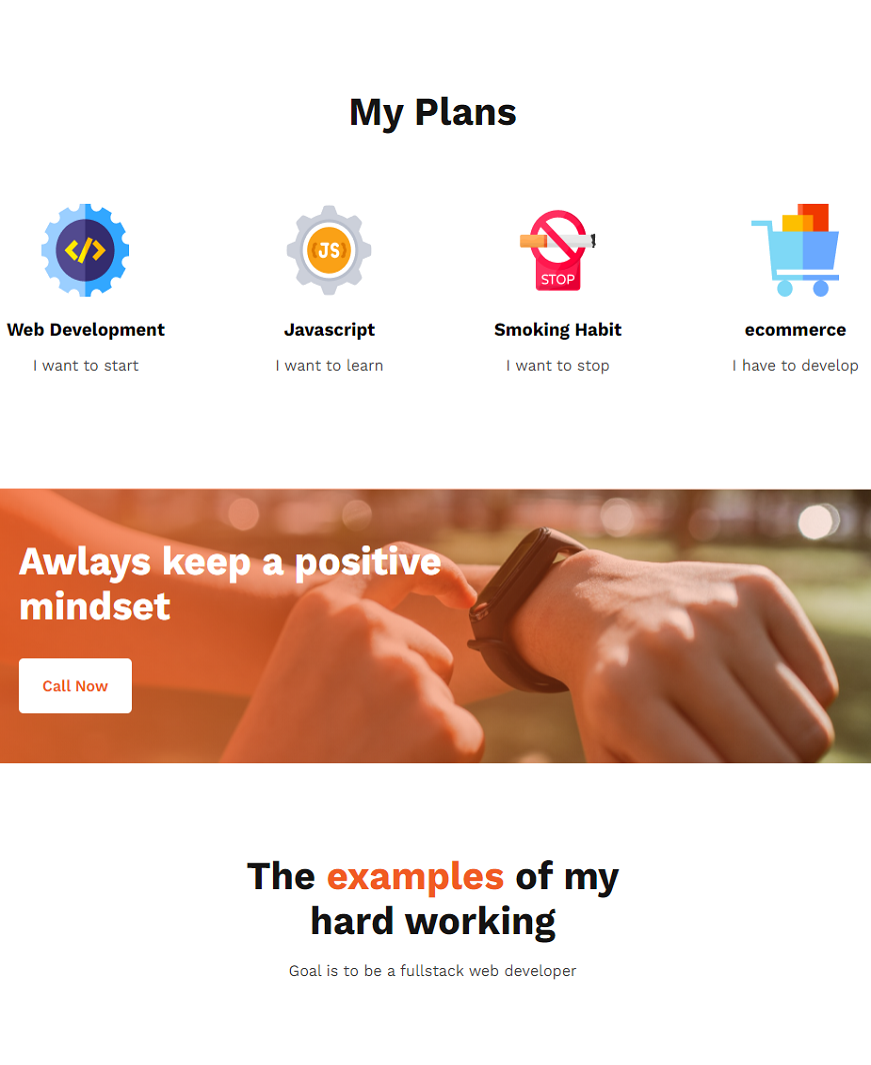 My Plans
</>
JS
STOP
Web Development
Javascript
Smoking Habit
ecommerce
I want to start
I want to learn
I want to stop
I have to develop
Awlays keep a positive
mindset
Call Now
The examples of my
hard working
Goal is to be a fullstack web developer